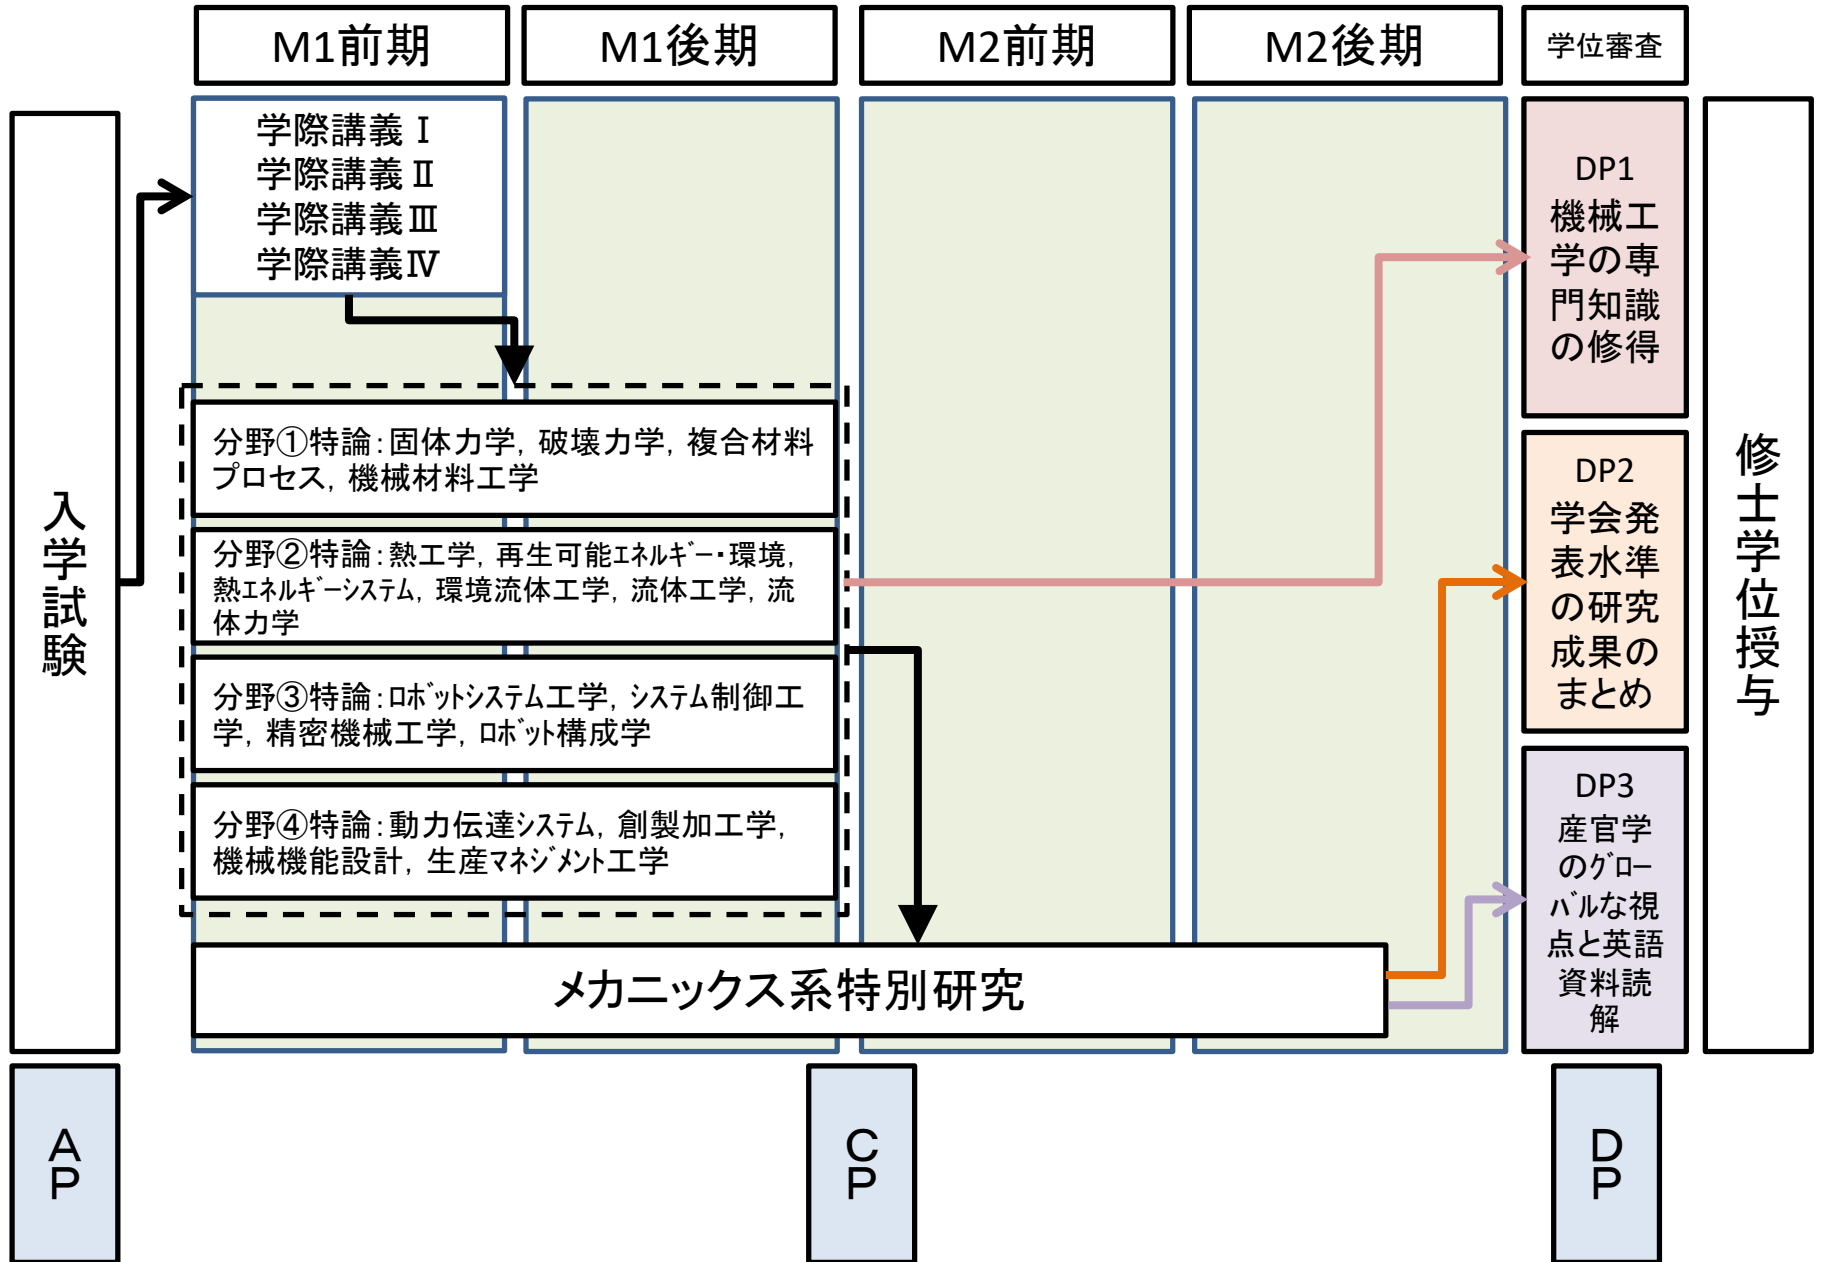 M1前期
M1後期
M2前期
M2後期
学位審査
入学試験
学際講義Ⅰ
学際講義Ⅱ
学際講義Ⅲ
学際講義Ⅳ
分野①特論：固体力学，破壊力学，複合材料
プロセス，機械材料工学
分野②特論：熱工学，再生可能ｴﾈﾙｷﾞｰ・環境，
熱ｴﾈﾙｷﾞｰｼｽﾃﾑ，環境流体工学，流体工学，流
体力学
分野③特論：ﾛﾎﾞｯﾄｼｽﾃﾑ工学，ｼｽﾃﾑ制御工
学，精密機械工学，ﾛﾎﾞｯﾄ構成学
分野④特論：動力伝達ｼｽﾃﾑ，創製加工学，
機械機能設計，生産ﾏﾈｼﾞﾒﾝﾄ工学
メカニックス系特別研究
DP1
機械工
学の専
門知識
の修得
DP2
学会発
表水準
の研究
成果の
まとめ
DP3
産官学
のｸﾞﾛｰ
ﾊﾞﾙな視
点と英語
資料読
解
修士学位授与
ＡＰ
ＣＰ
ＤＰ